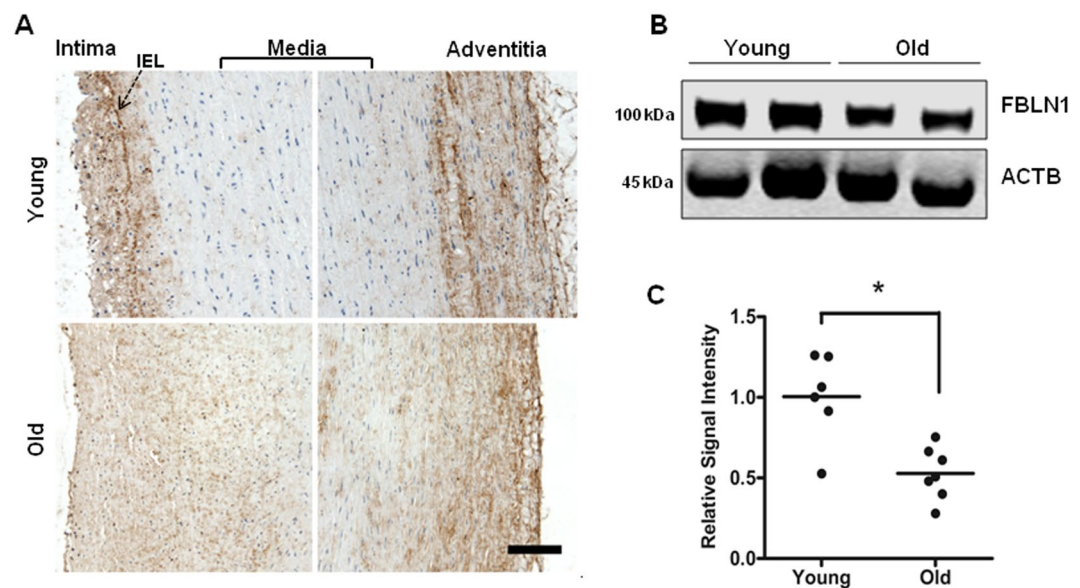 A
Intima
IEL
Media
Adventitia
Young
Old
B
Young Old
100 kDa
FBLN1
45 kDa
ACTB
C
*
Relative Signal Intensity
1.5
1.0
0.5
0.0
Young Old